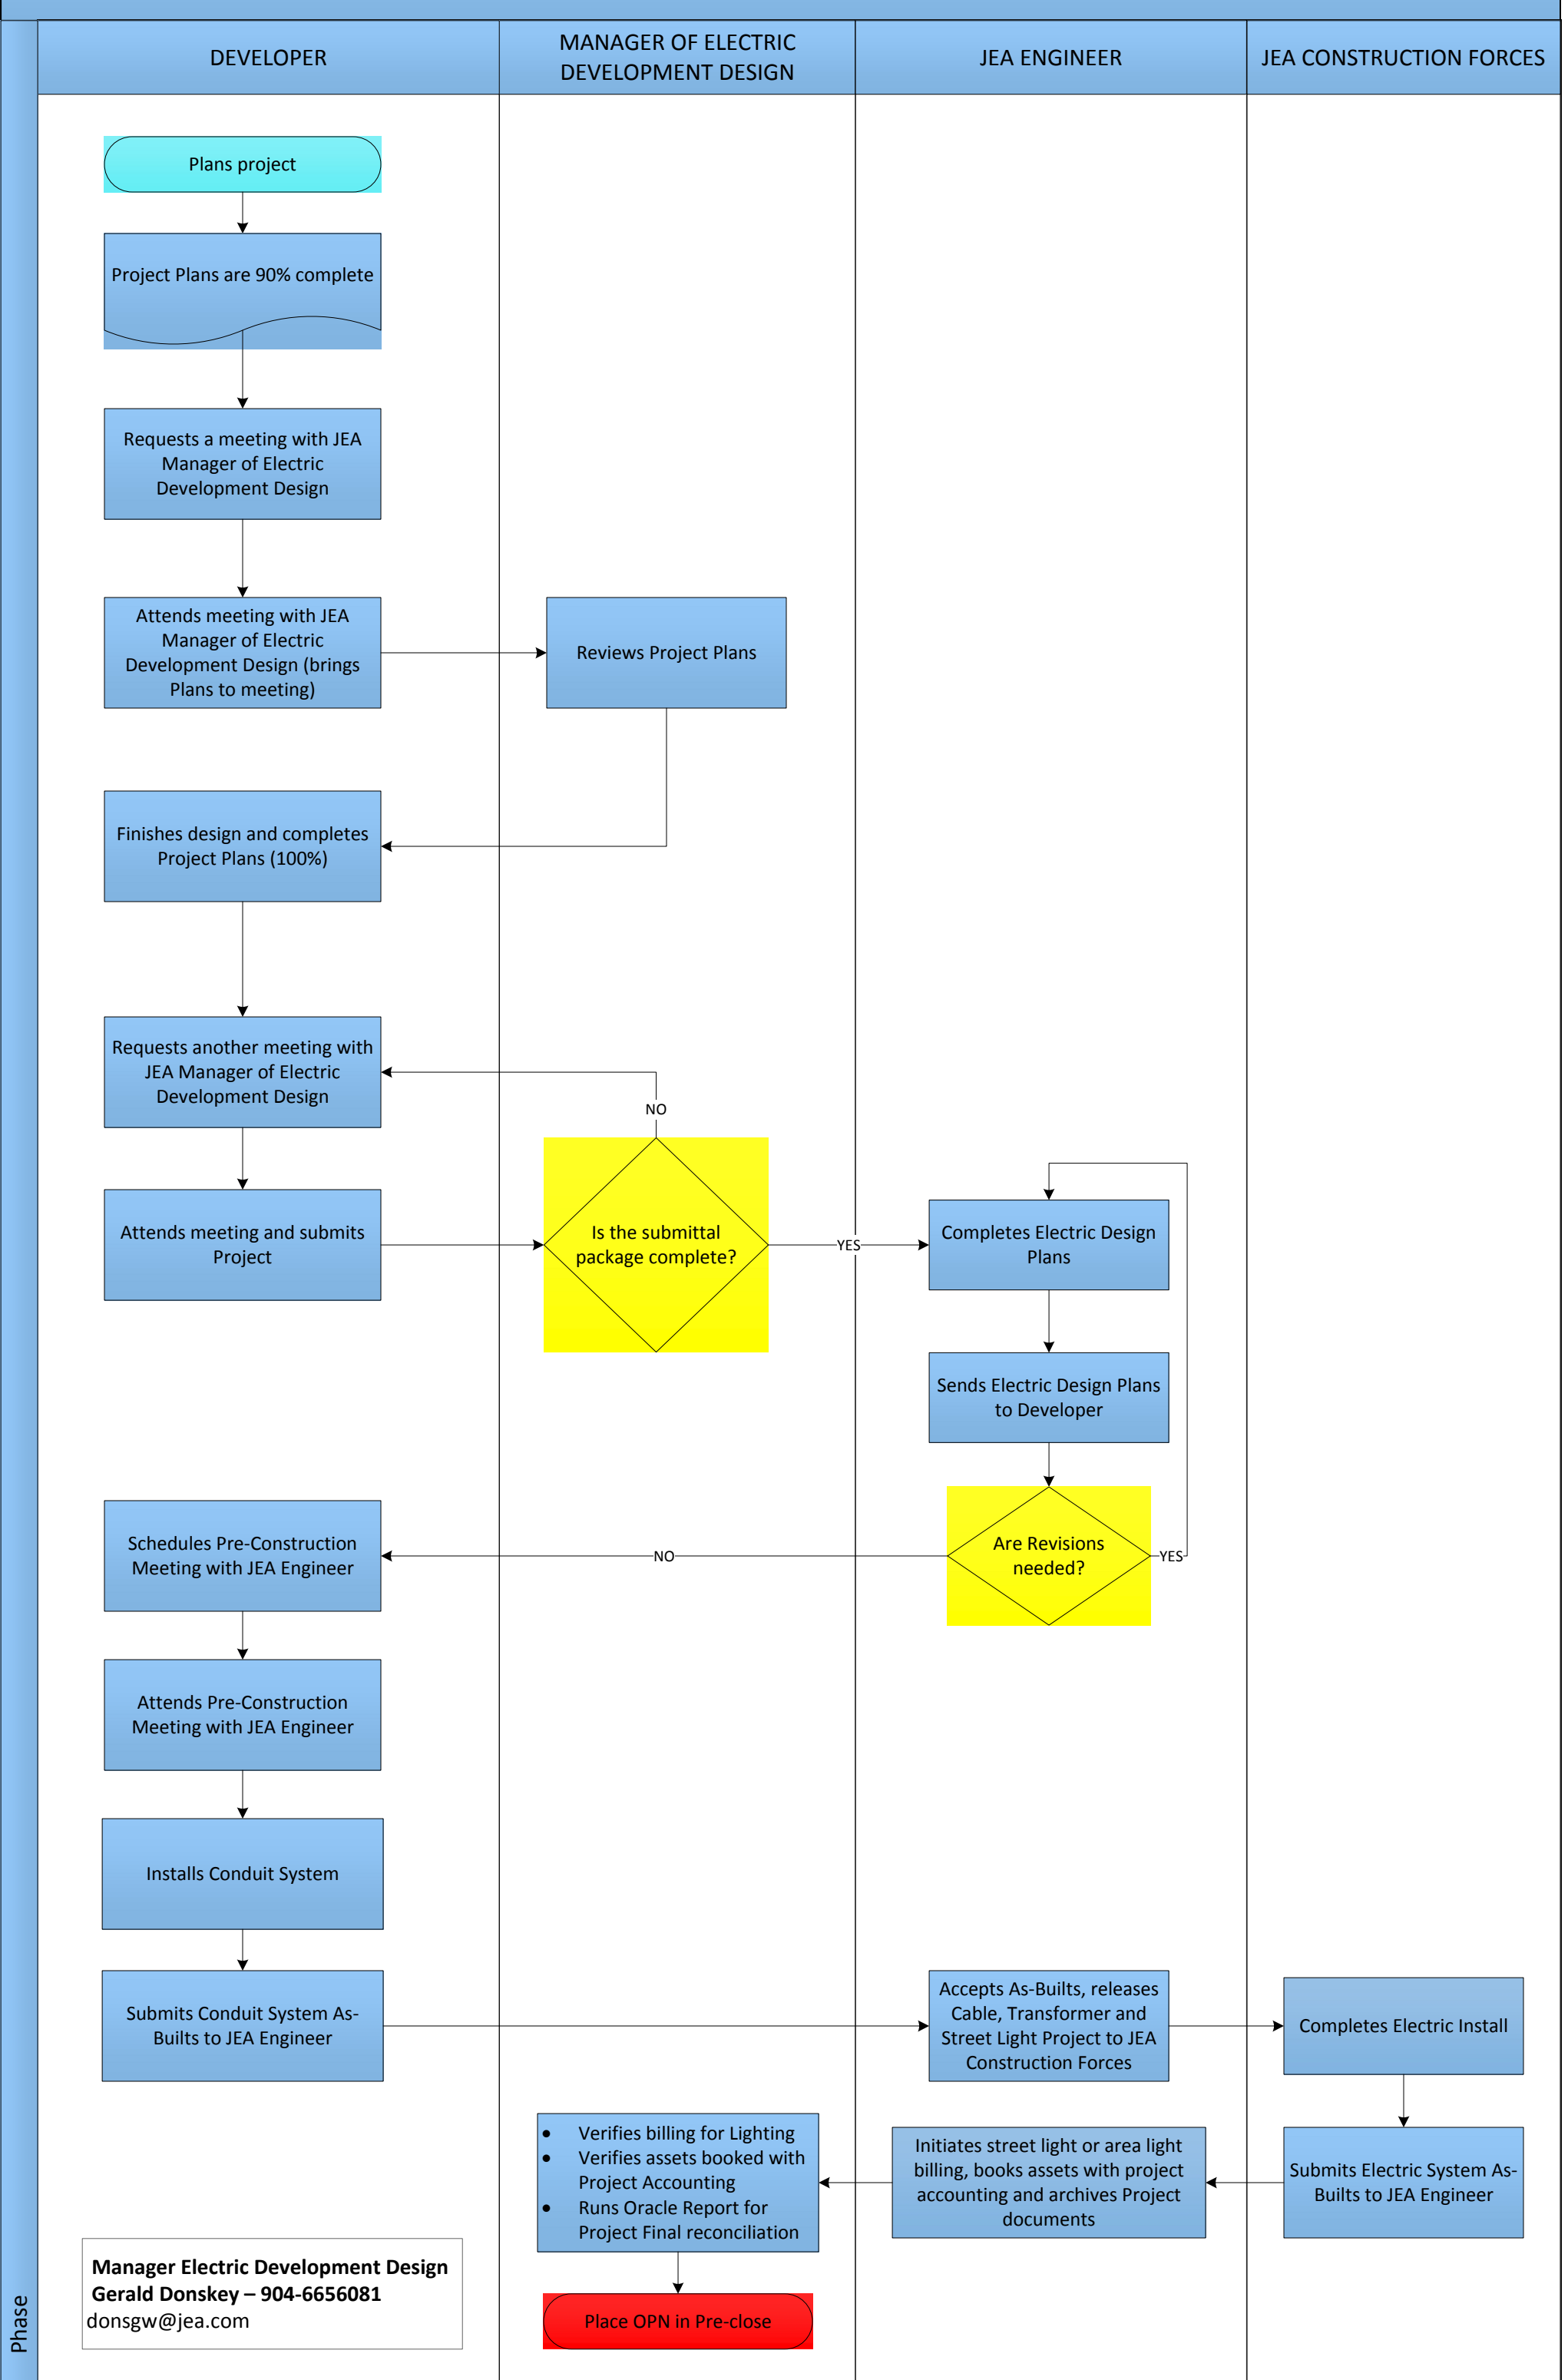 DEVELOPER
MANAGER OF ELECTRIC
DEVELOPMENT DESIGN
JEA ENGINEER
JEA CONSTRUCTION FORCES
Plans project
Project Plans are 90% complete
Requests a meeting with JEA
Manager of Electric
Development Design
Attends meeting with JEA
Manager of Electric
Development Design (brings
Plans to meeting)
Reviews Project Plans
Finishes design and completes
Project Plans (100%)
Requests another meeting with
JEA Manager of Electric
Development Design
NO
Attends meeting and submits
Project
Is the submittal
package complete?
YES
Completes Electric Design
Plans
Sends Electric Design Plans
to Developer
Are Revisions
needed?
YES
NO
Schedules Pre-Construction
Meeting with JEA Engineer
Attends Pre-Construction
Meeting with JEA Engineer
Installs Conduit System
Submits Conduit System As-
Builts to JEA Engineer
Accepts As-Builts, releases
Cable, Transformer and
Street Light Project to JEA
Construction Forces
Completes Electric Install
Submits Electric System As-
Builts to JEA Engineer
Initiates street light or area light
billing, books assets with project
accounting and archives Project
documents
• Verifies billing for Lighting
• Verifies assets booked with
Project Accounting
• Runs Oracle Report for
Project Final reconciliation
Place OPN in Pre-close
Manager Electric Development Design
Gerald Donskey – 904-6656081
donsgw@jea.com
Phase